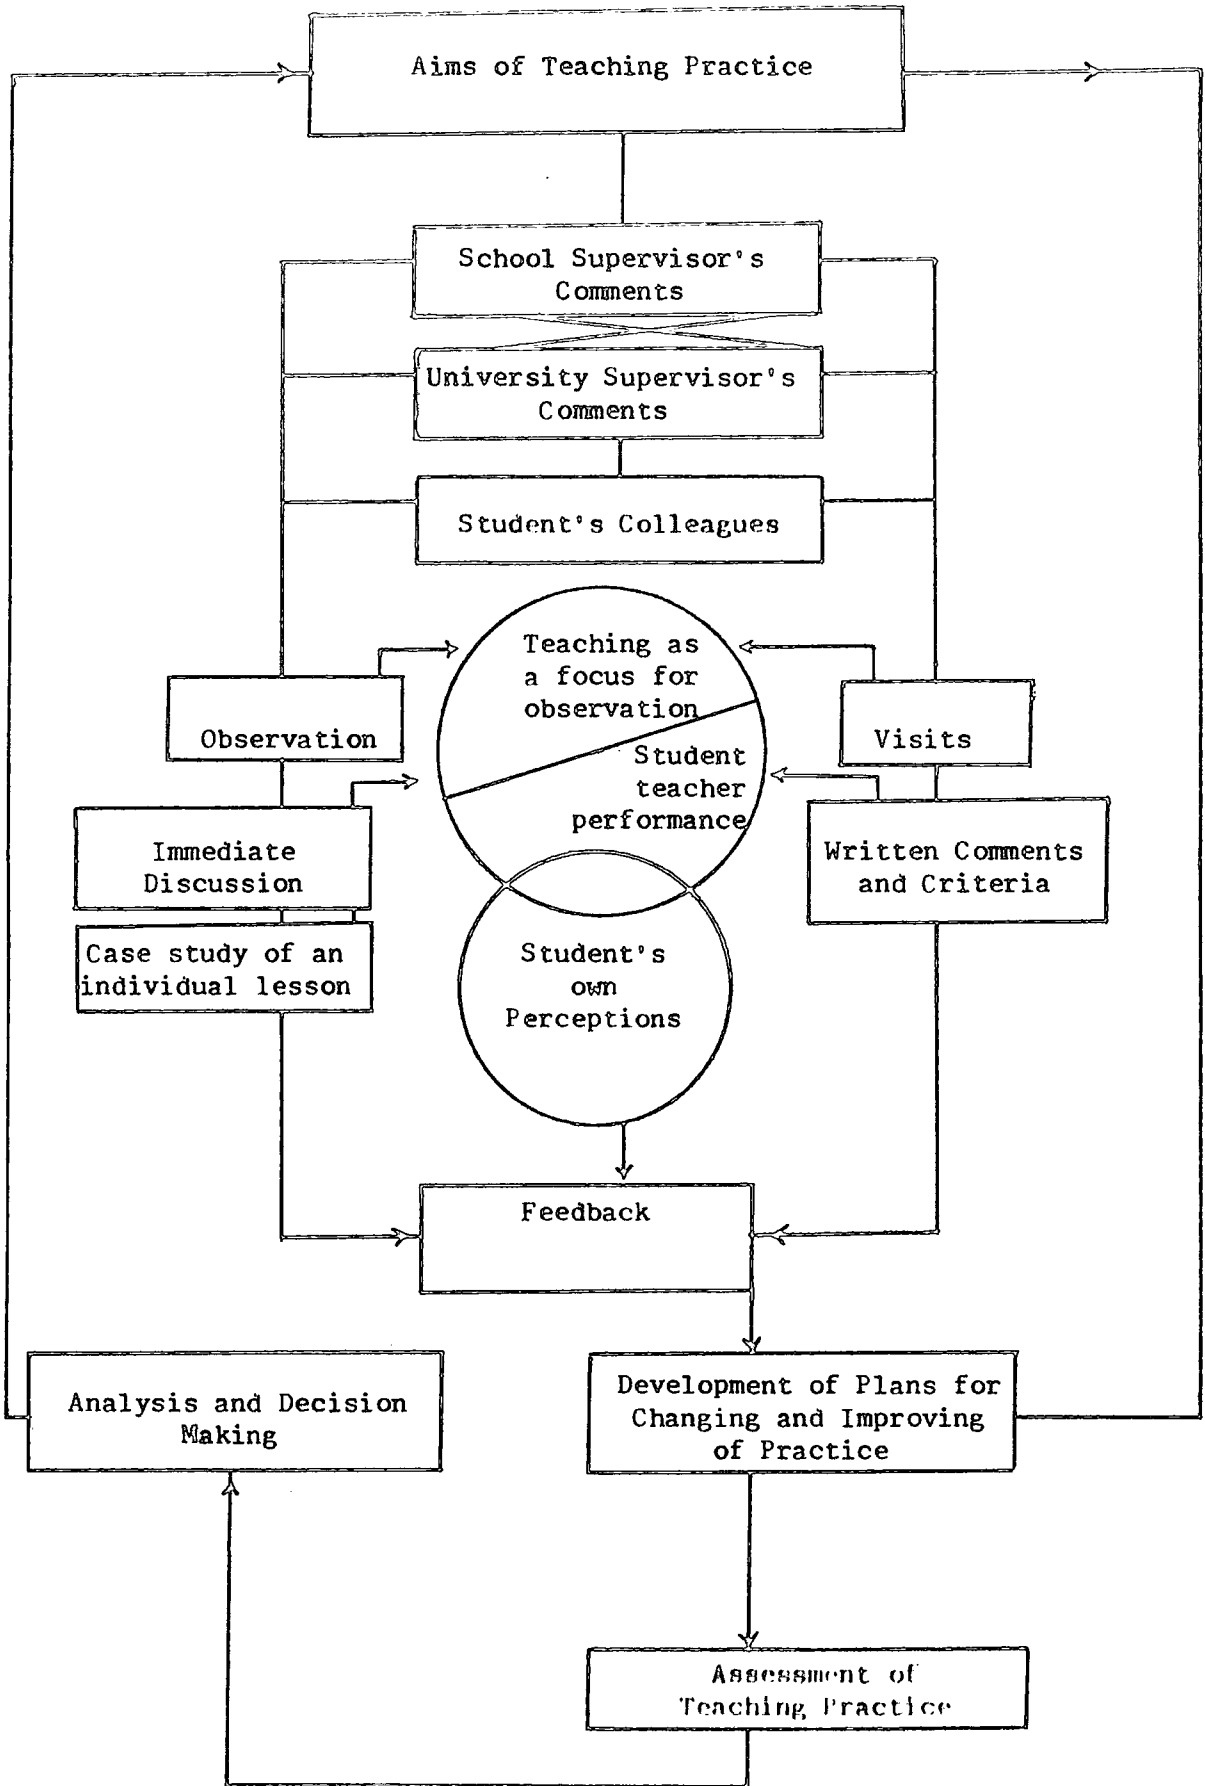 Aims of Teaching Practice
School Supervisor's
Comments
University Supervisor's
Comments
Student's Colleagues
Teaching as
a focus for
observation
Observation
Visits
Student
teacher
performance
Immediate
Discussion
Written Comments
and Criteria
Case study of an
individual lesson
Student's
own
Perceptions
Feedback
Analysis and Decision
Making
Development of Plans for
Changing and Improving
of Practice
Assessment of
Teaching Practice